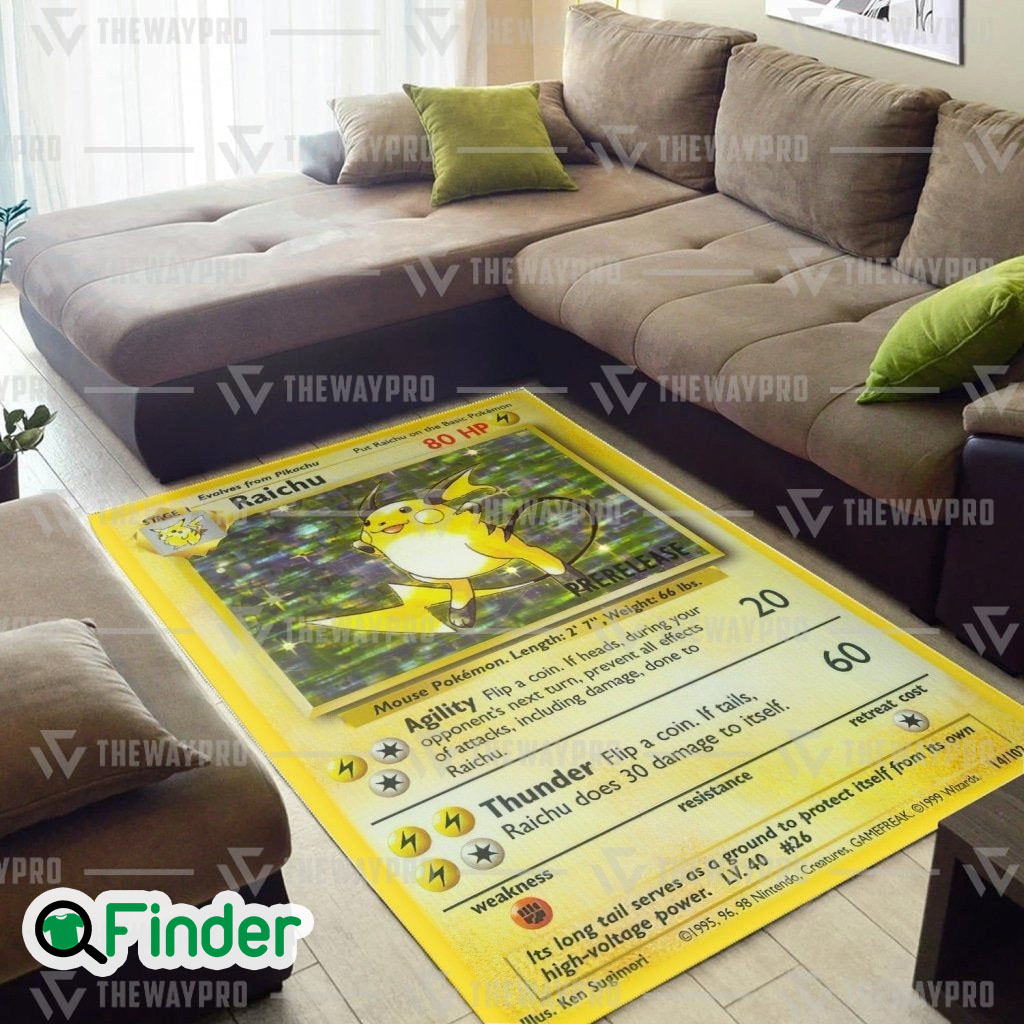 Put Raichu on the Basic Pokémon
Evolves from Pikachu
STAGE 1
Raichu
80 HP
PRERELEASE
Mouse Pokémon. Length: 2' 7" Weight: 66 lbs.
Agility Flip a coin. If heads, during your
opponent's next turn, prevent all effects
of attacks, including damage, done to
Raichu.
20
Thunder Flip a coin. If tails,
Raichu does 30 damage to itself.
60
weakness
resistance
retreat cost
Its long tail serves as a ground to protect itself from its own
high-voltage power. LV. 40 #26
Illus. Ken Sugimori
©1995, 96, 98 Nintendo, Creatures, GAMEFREAK. ©1999 Wizards.
Finder
THEWAYPRO